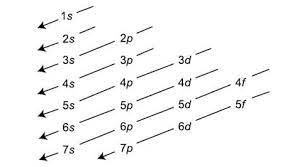 1s
2s 2p
3s 3p 3d
4s 4p 4d 4f
5s 5p 5d 5f
6s 6p 6d
7s 7p